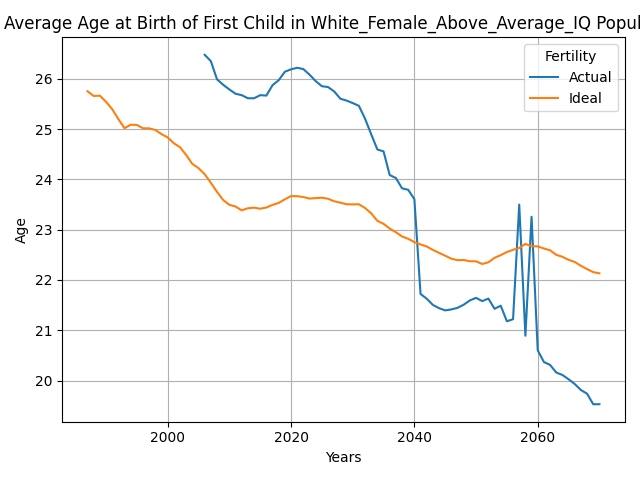 Average Age at Birth of First Child in White_Female_Above_Average_IQ Popul
Fertility
Actual
Ideal
26
25
24
23
22
21
20
Age
2000
2020
2040
2060
Years